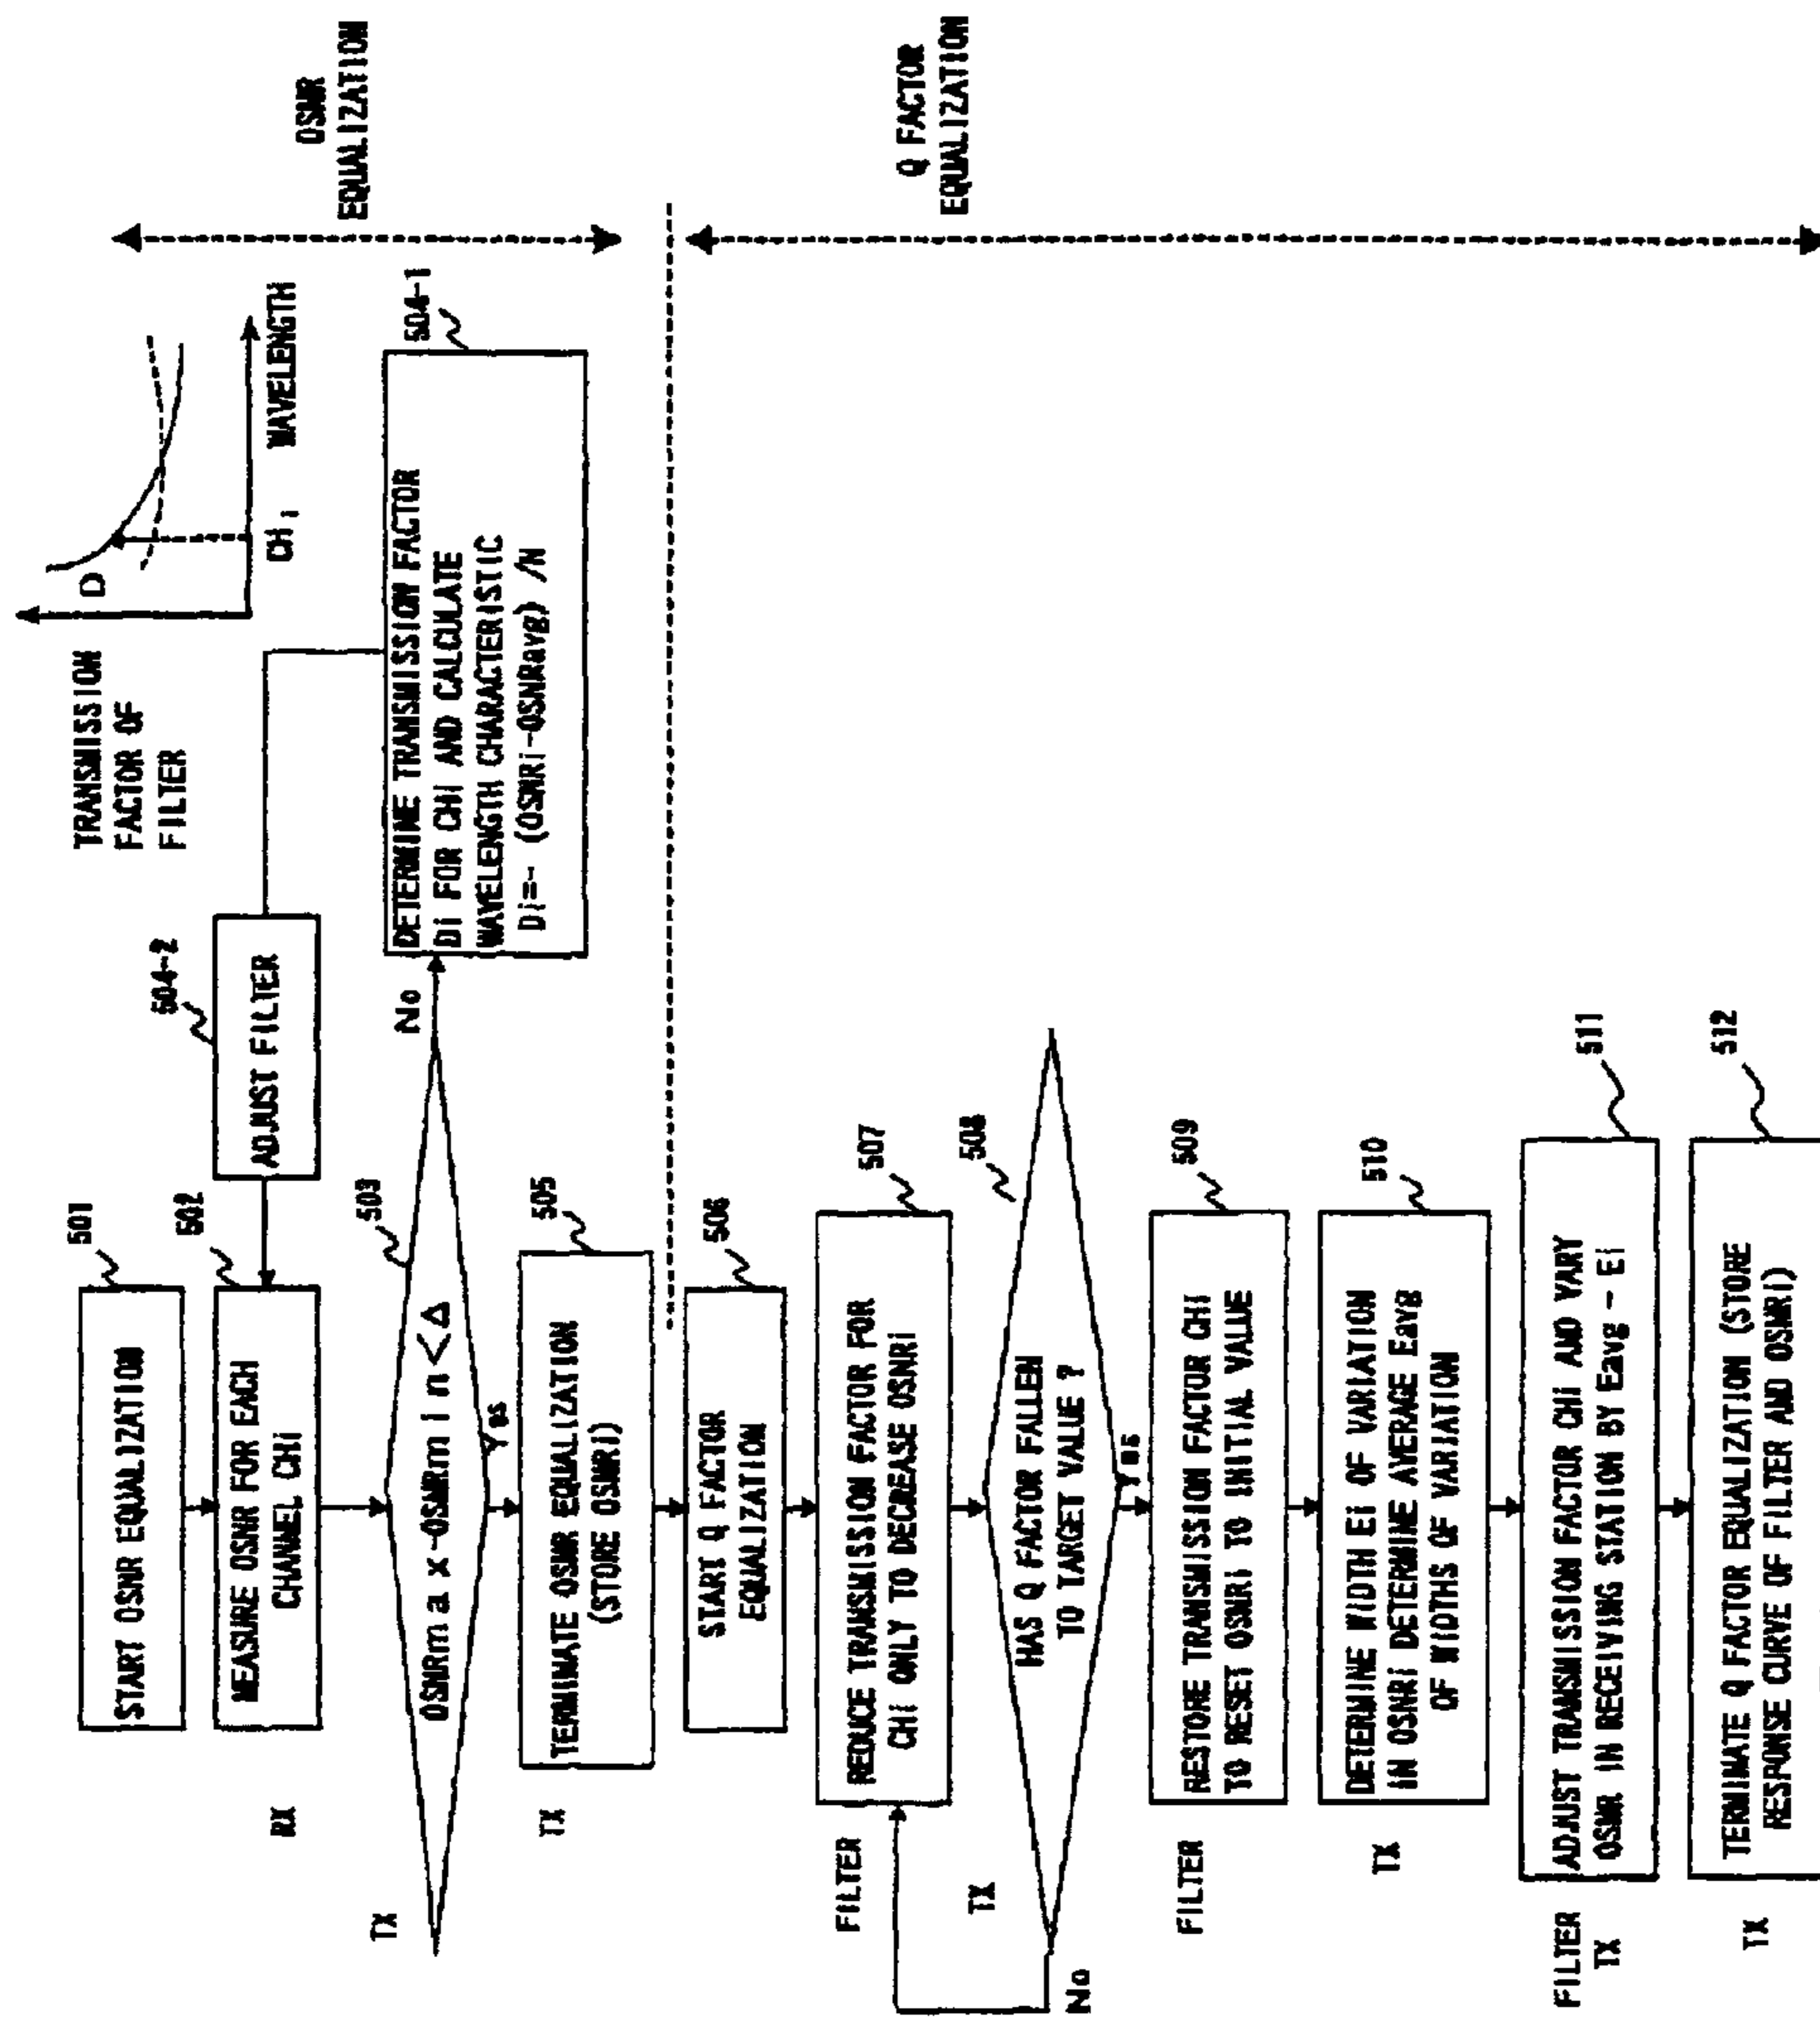 501
START OSNR EQUALIZATION
502
MEASURE OSNR FOR EACH
CHANNEL CHi
RX
504-2
ADJUST FILTER
TRANSMISSION
FACTOR OF
FILTER
D
CHi
WAVELENGTH
503
OSNRmax-OSNRmin<Δ
TX
No
Yes
504-1
DETERMINE TRANSMISSION FACTOR
Di FOR CHi AND CALCULATE
WAVELENGTH CHARACTERISTIC
Di=- (OSNRi-OSNRavg) /N
505
TERMINATE OSNR EQUALIZATION
(STORE OSNRi)
TX
OSNR
EQUALIZATION
506
START Q FACTOR
EQUALIZATION
507
REDUCE TRANSMISSION FACTOR FOR
CHi ONLY TO DECREASE OSNRi
FILTER
508
HAS Q FACTOR FALLEN
TO TARGET VALUE ?
TX
No
Yes
509
RESTORE TRANSMISSION FACTOR CHi
TO RESET OSNRi TO INITIAL VALUE
FILTER
510
DETERMINE WIDTH Ei OF VARIATION
IN OSNRi DETERMINE AVERAGE Eavg
OF WIDTHS OF VARIATION
TX
511
ADJUST TRANSMISSION FACTOR CHi AND VARY
OSNR IN RECEIVING STATION BY Eavg - Ei
FILTER
TX
512
TERMINATE Q FACTOR EQUALIZATION (STORE
RESPONSE CURVE OF FILTER AND OSNRi)
TX
Q FACTOR
EQUALIZATION